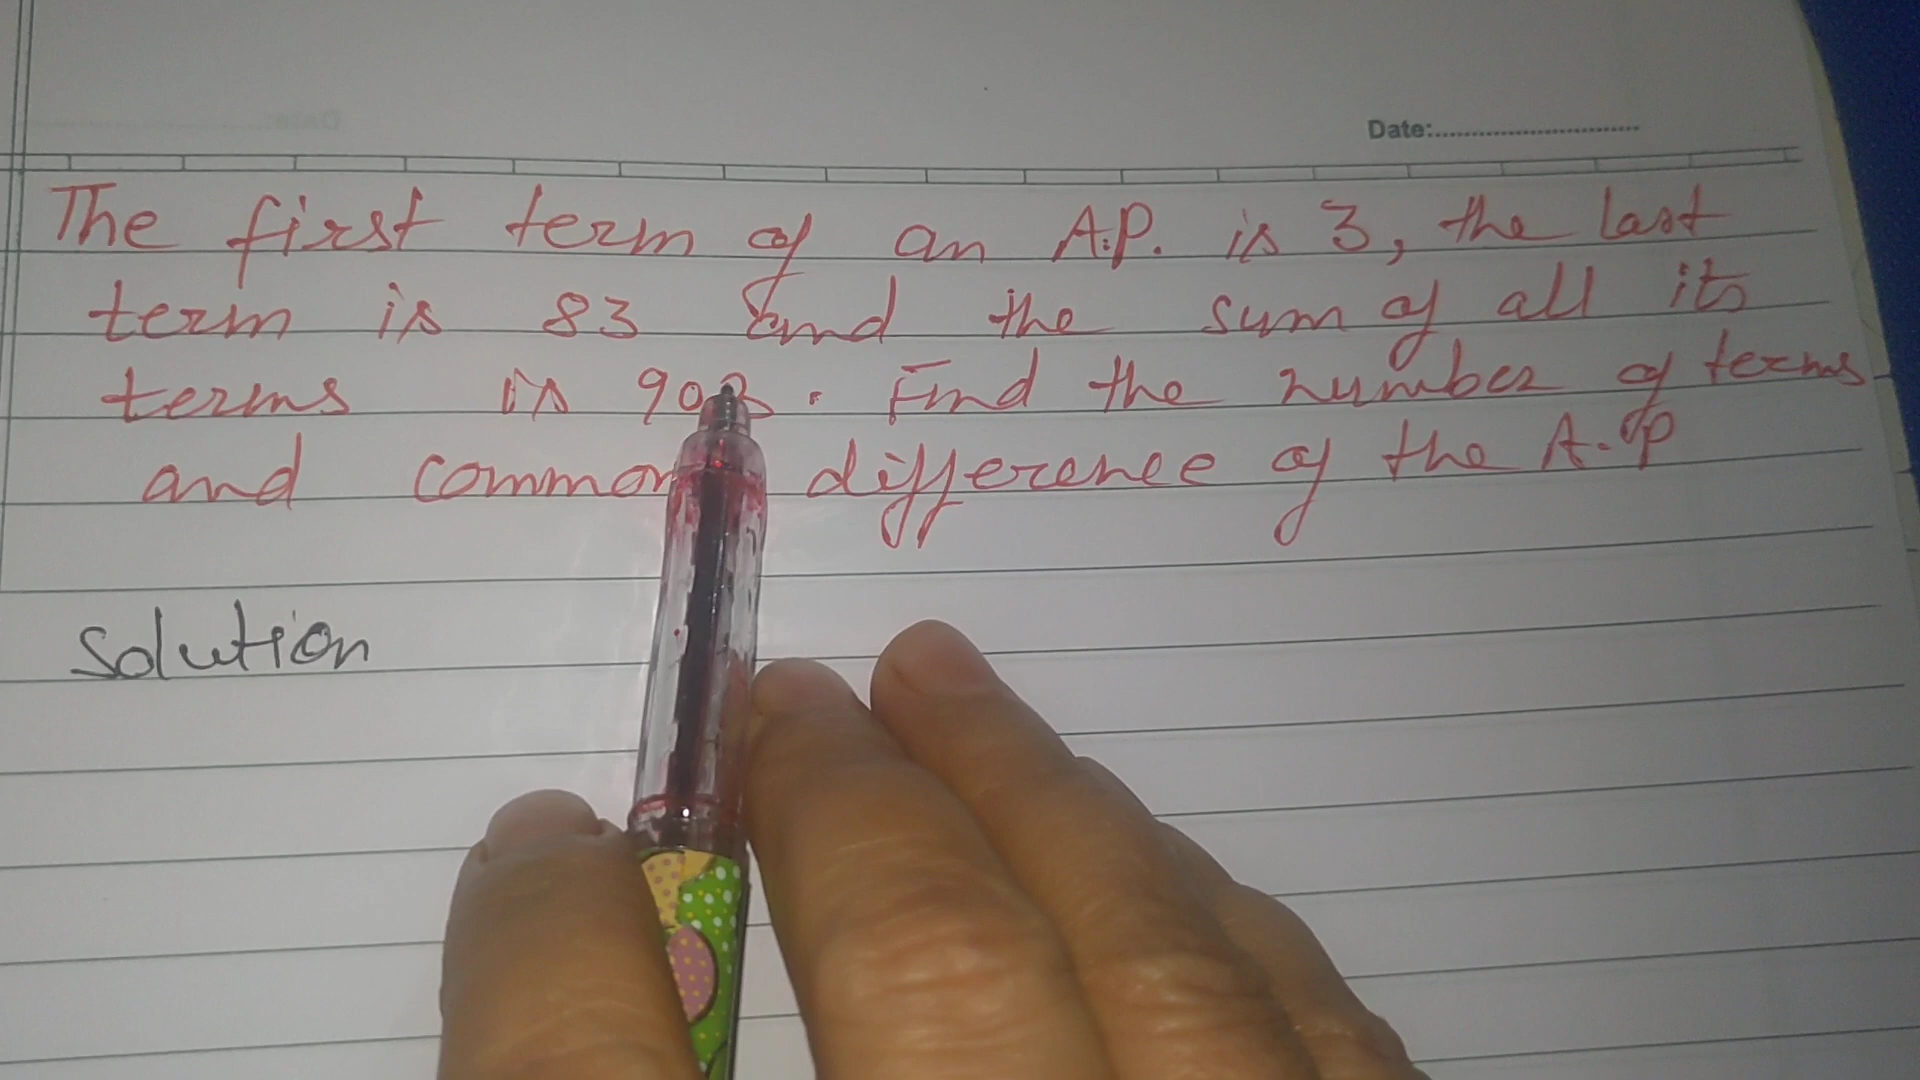 Date:
The first term of an A.P. is 3, the last
term is 83 and the sum of all its
terms is 903. Find the number of terms
and common difference of the A.P
Solution